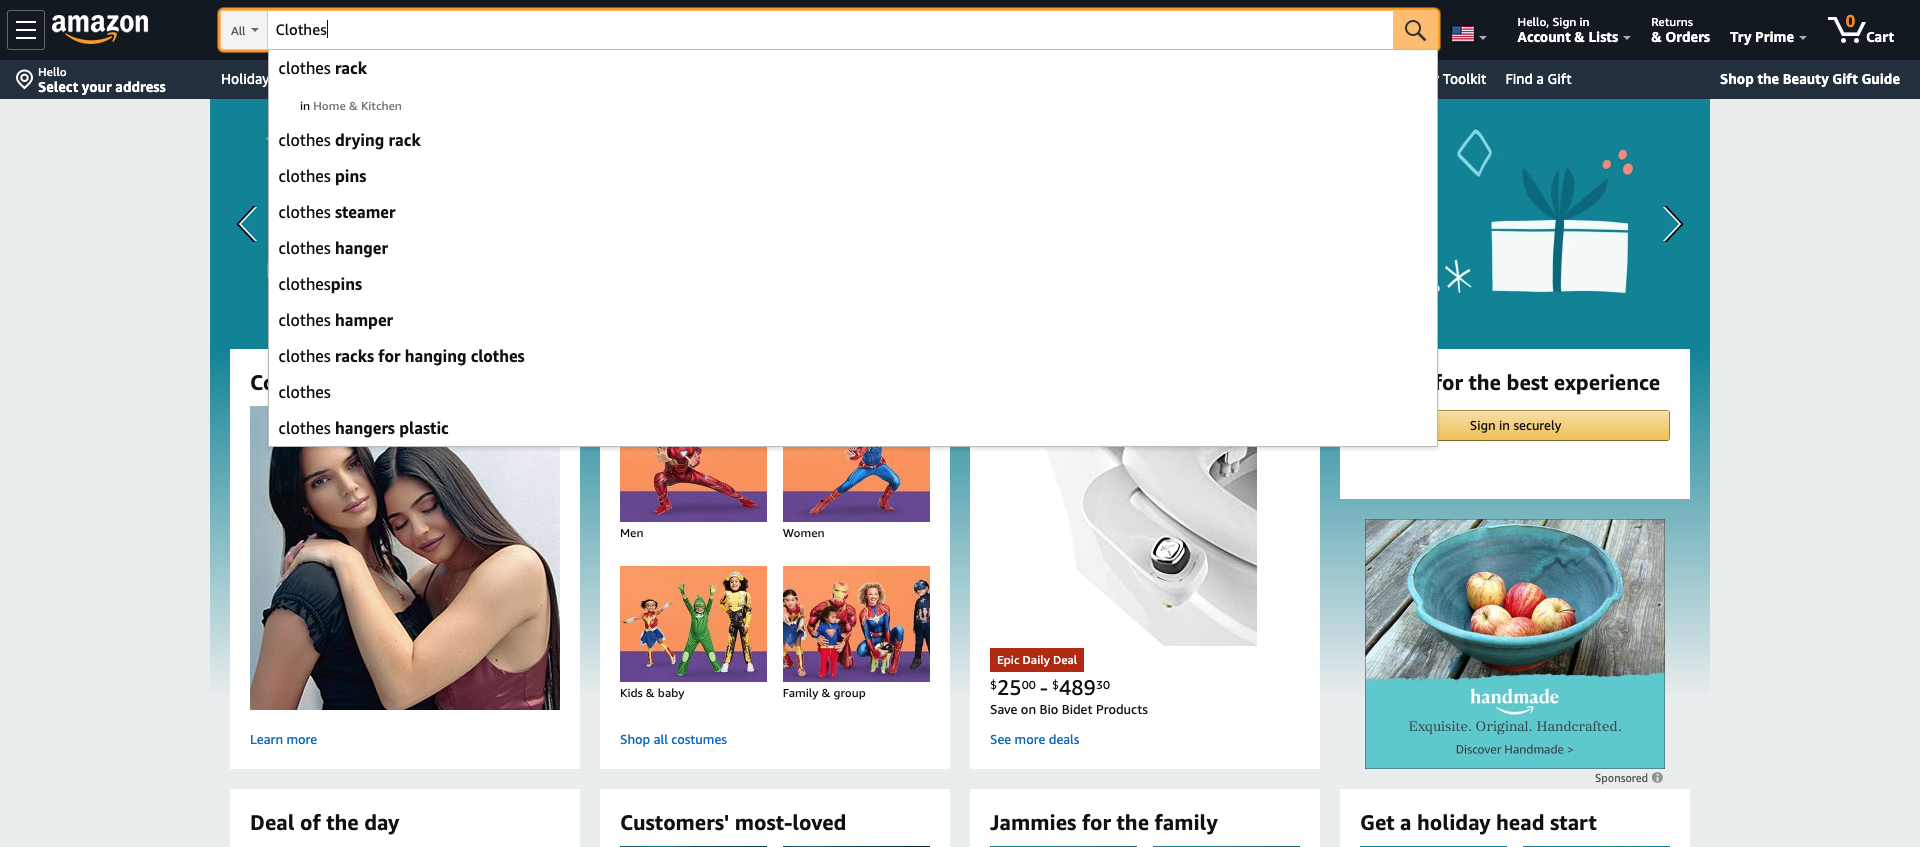 amazon
All
Clothes
Hello, Sign in
Account & Lists
Returns
& Orders
Try Prime
0
Cart
Hello
Select your address
Holiday
Toolkit
Find a Gift
Shop the Beauty Gift Guide
clothes rack
in Home & Kitchen
clothes drying rack
clothes pins
clothes steamer
clothes hanger
clothespins
clothes hamper
clothes racks for hanging clothes
clothes
clothes hangers plastic
for the best experience
Sign in securely
Learn more
Men
Women
Kids & baby
Family & group
Shop all costumes
Epic Daily Deal
$2500 - $48930
Save on Bio Bidet Products
See more deals
handmade
Exquisite. Original. Handcrafted.
Discover Handmade >
Sponsored
Deal of the day
Customers' most-loved
Jammies for the family
Get a holiday head start